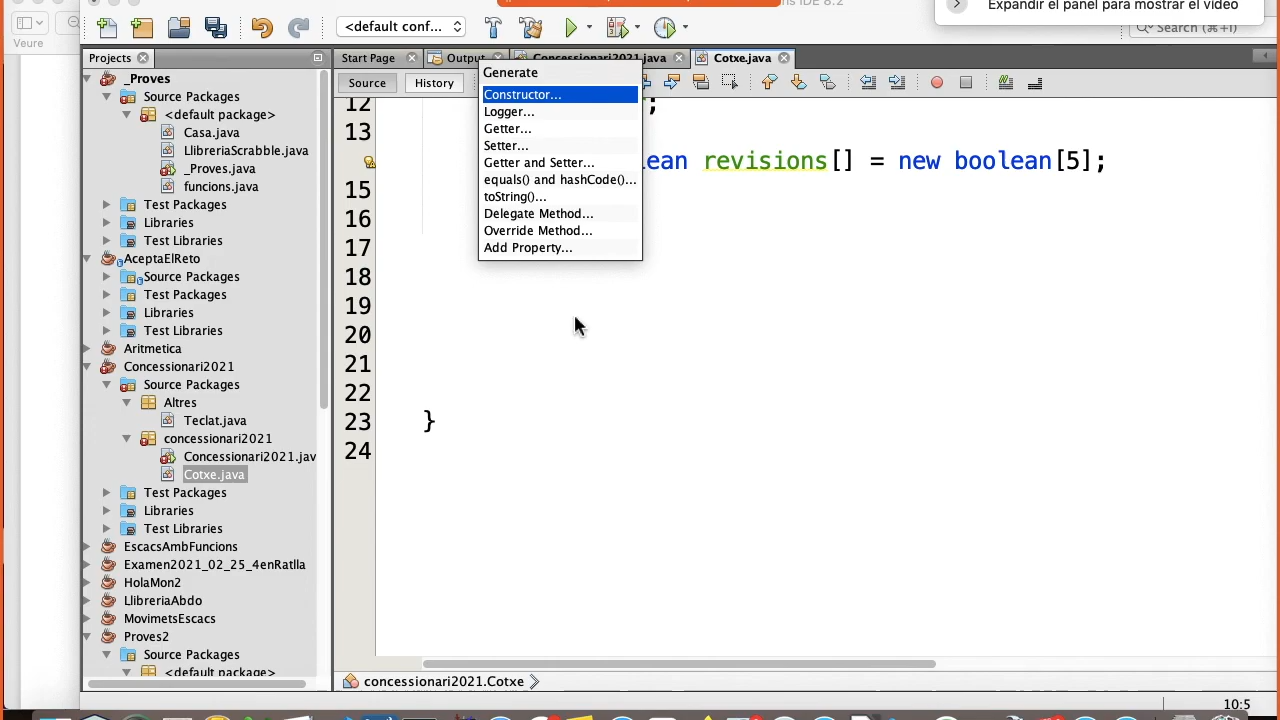 IDE 8.2
Expandir el panel para mostrar el vídeo
Veure
<default conf...
Search (⌘+I)
Projects
Start Page
Output
Concessionari2021.java
Cotxe.java
Source
History
_Proves
Source Packages
<default package>
Casa.java
LlibreriaScrabble.java
_Proves.java
funcions.java
Test Packages
Libraries
Test Libraries
AceptaElReto
Source Packages
Test Packages
Libraries
Test Libraries
Aritmetica
Concessionari2021
Source Packages
Altres
Teclat.java
concessionari2021
Concessionari2021.jav
Cotxe.java
Test Packages
Libraries
Test Libraries
EscacsAmbFuncions
Examen2021_02_25_4enRatlla
HolaMon2
LlibreriaAbdo
MovimetsEscacs
Proves2
Source Packages
<default package>
Generate
Constructor...
Logger...
Getter...
Setter...
Getter and Setter...
equals() and hashCode()...
toString()...
Delegate Method...
Override Method...
Add Property...
12 ;
13
lean revisions[] = new boolean[5];
15
16
17
18
19
20
21
22
23 }
24
concessionari2021.Cotxe
10:5